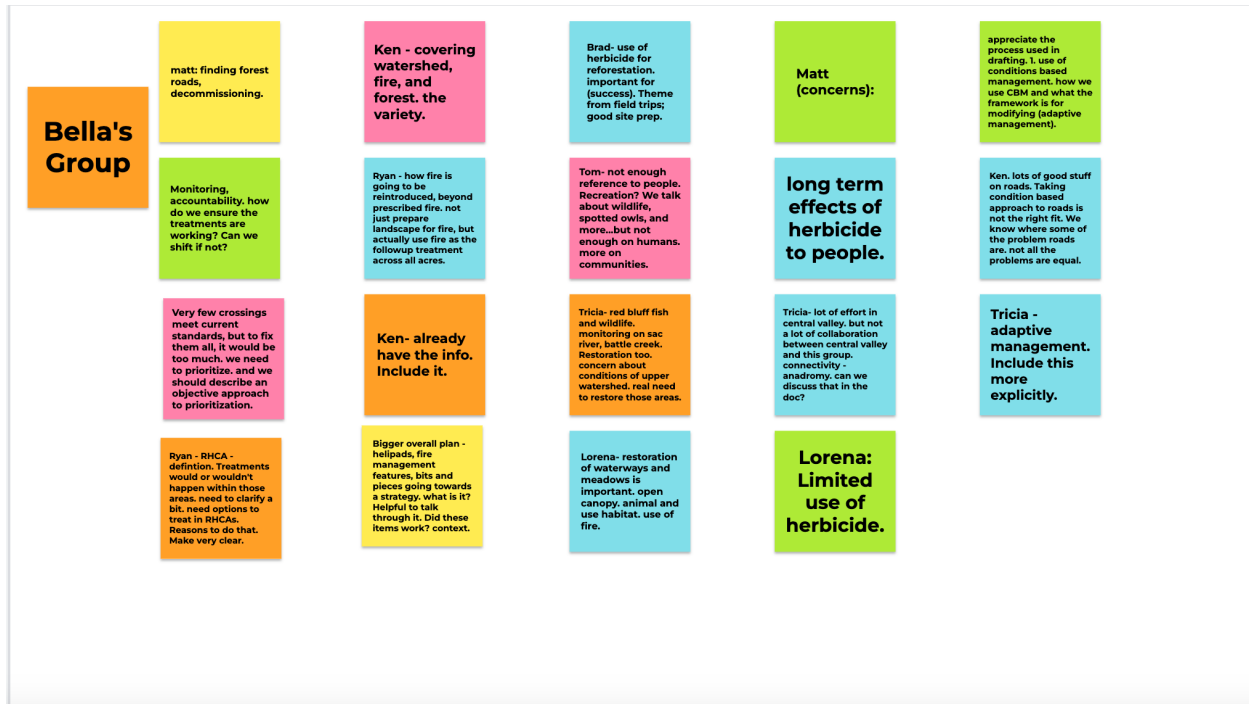 Bella's
Group
matt: finding forest
roads,
decommissioning.
Ken - covering
watershed,
fire, and
forest. the
variety.
Brad- use of
herbicide for
reforestation.
important for
(success). Theme
from field trips;
good site prep.
Matt
(concerns):
appreciate the
process used in
drafting. 1. use of
conditions based
management. how we
use CBM and what the
framework is for
modifying (adaptive
management).
Monitoring,
accountability. how
do we ensure the
treatments are
working? Can we
shift if not?
Ryan - how fire is
going to be
reintroduced, beyond
prescribed fire. not
just prepare
landscape for fire, but
actually use fire as the
followup treatment
across all acres.
Tom- not enough
reference to people.
Recreation? We talk
about wildlife,
spotted owls, and
more...but not
enough on humans.
more on
communities.
long term
effects of
herbicide
to people.
Ken. lots of good stuff
on roads. Taking
condition based
approach to roads is
not the right fit. We
know where some of
the problem roads
are. not all the
problems are equal.
Very few crossings
meet current
standards, but to fix
them all, it would be
too much. we need
to prioritize. and we
should describe an
objective approach
to prioritization.
Ken- already
have the info.
Include it.
Tricia- red bluff fish
and wildlife.
monitoring on sac
river, battle creek.
Restoration too.
concern about
conditions of upper
watershed. real need
to restore those areas.
Tricia- lot of effort in
central valley. but not
a lot of collaboration
between central valley
and this group.
connectivity -
anadromy. can we
discuss that in the
doc?
Tricia -
adaptive
management.
Include this
more
explicitly.
Ryan - RHCA -
defintion. Treatments
would or wouldn't
happen within those
areas. need to clarify a
bit. need options to
treat in RHCAs.
Reasons to do that.
Make very clear.
Bigger overall plan -
helipads, fire
management
features, bits and
pieces going towards
a strategy. what is it?
Helpful to talk
through it. Did these
items work? context.
Lorena- restoration
of waterways and
meadows is
important. open
canopy. animal and
use habitat. use of
fire.
Lorena:
Limited
use of
herbicide.